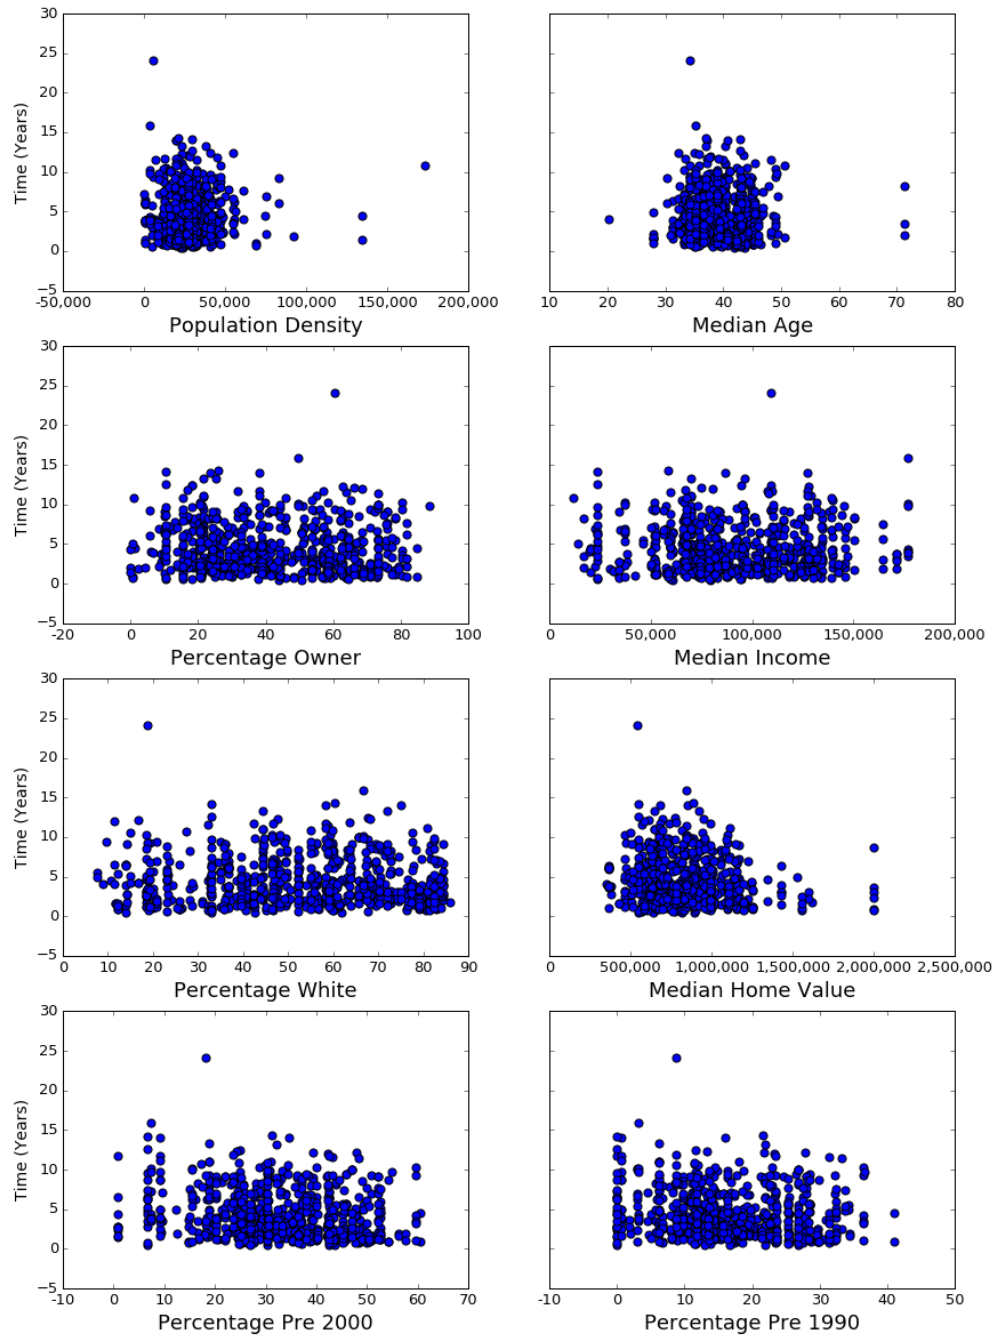 30
25
20
15
10
5
0
−5
Time (Years)
-50,000 0 50,000 100,000 150,000 200,000
Population Density
10 20 30 40 50 60 70 80
Median Age
30
25
20
15
10
5
0
−5
Time (Years)
-20 0 20 40 60 80 100
Percentage Owner
0 50,000 100,000 150,000 200,000
Median Income
30
25
20
15
10
5
0
−5
Time (Years)
0 10 20 30 40 50 60 70 80 90
Percentage White
0 500,000 1,000,000 1,500,000 2,000,000 2,500,000
Median Home Value
30
25
20
15
10
5
0
−5
Time (Years)
-10 0 10 20 30 40 50 60 70
Percentage Pre 2000
-10 0 10 20 30 40 50
Percentage Pre 1990